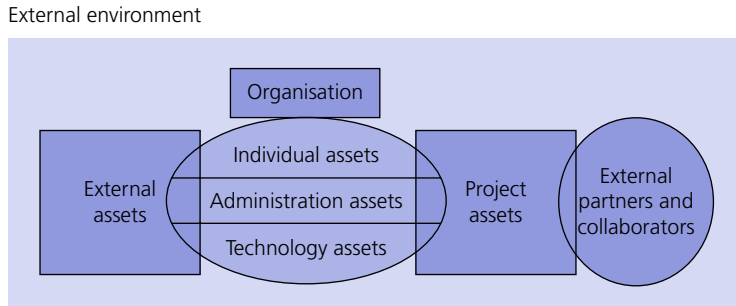 External environment
Organisation
Individual assets
External
assets
Administration assets
Technology assets
Project
assets
External
partners and
collaborators